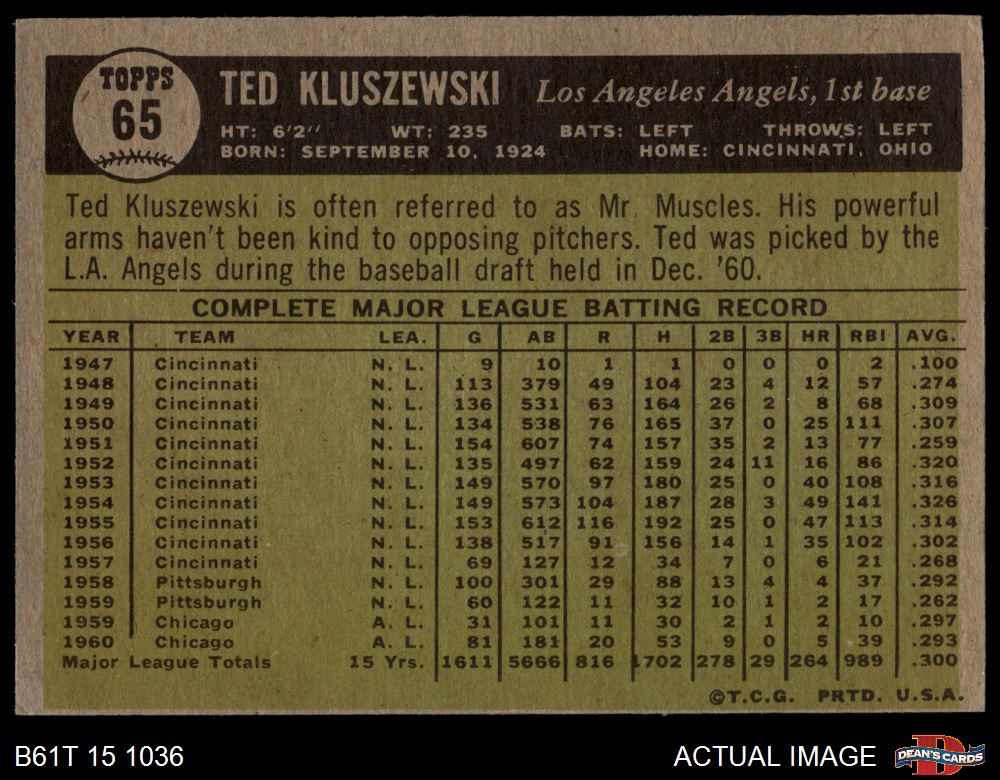 TOPPS
65
TED KLUSZEWSKI Los Angeles Angels, 1st base
HT: 6'2" WT: 235 BATS: LEFT THROWS: LEFT
BORN: SEPTEMBER 10, 1924 HOME: CINCINNATI, OHIO
Ted Kluszewski is often referred to as Mr. Muscles. His powerful
arms haven't been kind to opposing pitchers. Ted was picked by the
L.A. Angels during the baseball draft held in Dec. '60.
COMPLETE MAJOR LEAGUE BATTING RECORD
YEAR TEAM LEA. G AB R H 2B 3B HR RBI AVG.
1947 Cincinnati N. L. 9 10 1 1 0 0 0 2 .100
1948 Cincinnati N. L. 113 379 49 104 23 4 12 57 .274
1949 Cincinnati N. L. 136 531 63 164 26 2 8 68 .309
1950 Cincinnati N. L. 134 538 76 165 37 0 25 111 .307
1951 Cincinnati N. L. 154 607 74 157 35 2 13 77 .259
1952 Cincinnati N. L. 135 497 62 159 24 11 16 86 .320
1953 Cincinnati N. L. 149 570 97 180 25 0 40 108 .316
1954 Cincinnati N. L. 149 573 104 187 28 3 49 141 .326
1955 Cincinnati N. L. 153 612 116 192 25 0 47 113 .314
1956 Cincinnati N. L. 138 517 91 156 14 1 35 102 .302
1957 Cincinnati N. L. 69 127 12 34 7 0 6 21 .268
1958 Pittsburgh N. L. 100 301 29 88 13 4 4 37 .292
1959 Pittsburgh N. L. 60 122 11 32 10 1 2 17 .262
1959 Chicago A. L. 31 101 11 30 2 1 2 10 .297
1960 Chicago A. L. 81 181 20 53 9 0 5 39 .293
Major League Totals 15 Yrs. 1611 5666 816 1702 278 29 264 989 .300
©T.C.G. PRTD. U.S.A.
B61T 15 1036 ACTUAL IMAGE DEAN'S CARDS